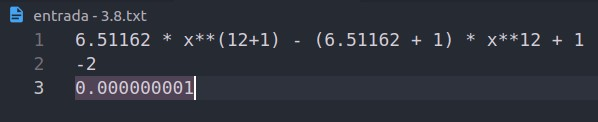 entrada - 3.8.txt
1 6.51162 * x**(12+1) - (6.51162 + 1) * x**12 + 1
2 -2
3 0.000000001